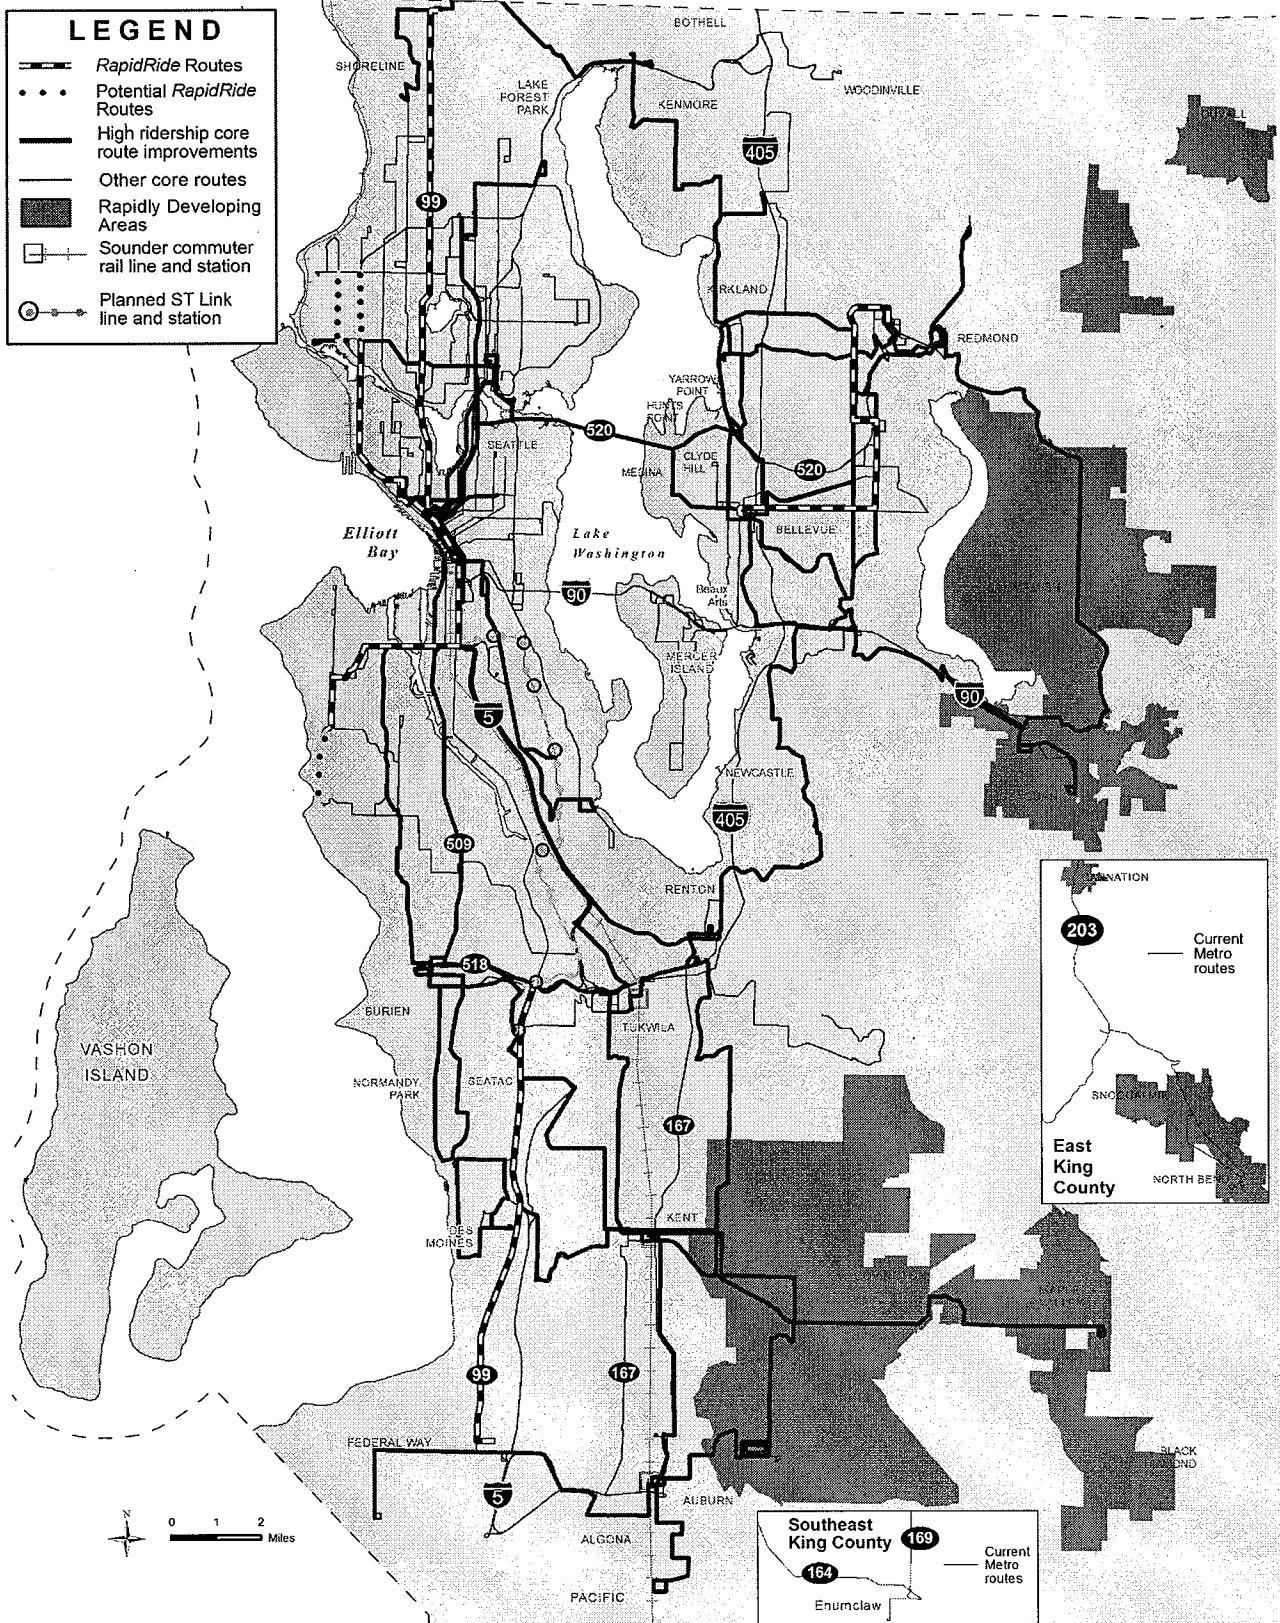 LEGEND
RapidRide Routes
Potential RapidRide
Routes
High ridership core
route improvements
Other core routes
Rapidly Developing
Areas
Sounder commuter
rail line and station
Planned ST Link
line and station
BOTHELL
SHORELINE
LAKE
FOREST
PARK
KENMORE
WOODINVILLE
DUVALL
405
99
KIRKLAND
REDMOND
YARROW
POINT
HUNTS
POINT
520
SEATTLE
CLYDE
HILL
MEDINA
520
BELLEVUE
Elliott
Bay
Lake
Washington
90
Beaux
Arts
MERCER
ISLAND
90
5
NEWCASTLE
405
509
RENTON
518
BURIEN
TUKWILA
VASHON
ISLAND
NORMANDY
PARK
SEATAC
167
KENT
DES
MOINES
99
167
FEDERAL WAY
5
AUBURN
ALGONA
PACIFIC
BLACK
N
0 1 2
Miles
203
Current
Metro
routes
SNOQUALMIE
East
King
County
NORTH BEND
Southeast
King County
169
164
Current
Metro
routes
Enumclaw